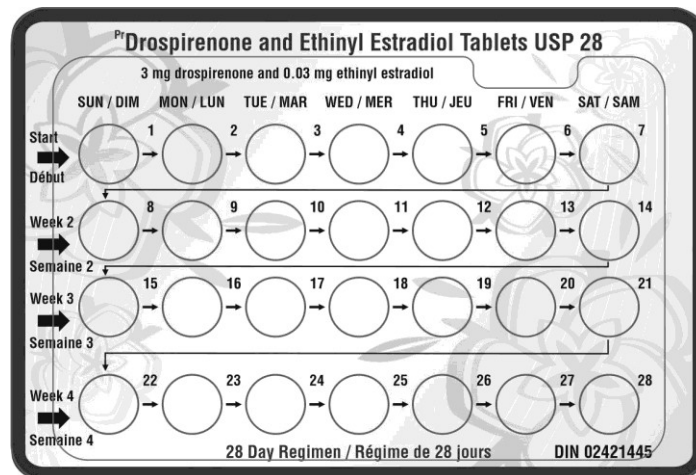 PrDrospirenone and Ethinyl Estradiol Tablets USP 28
3 mg drospirenone and 0.03 mg ethinyl estradiol
SUN / DIM MON / LUN TUE / MAR WED / MER THU / JEU FRI / VEN SAT / SAM
Start
1 2 3 4 5 6 7
Début
Week 2
8 9 10 11 12 13 14
Semaine 2
Week 3
15 16 17 18 19 20 21
Semaine 3
Week 4
22 23 24 25 26 27 28
Semaine 4
28 Day Regimen / Régime de 28 jours DIN 02421445